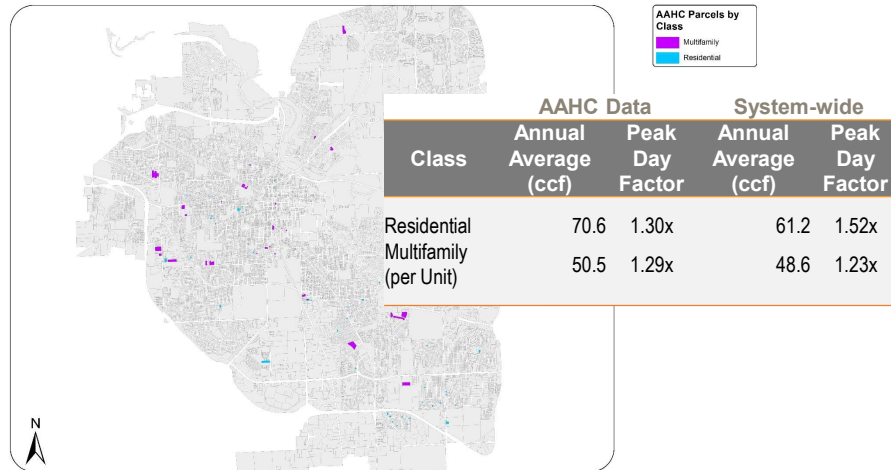 AAHC Parcels by
Class
Multifamily
Residential
AAHC Data System-wide
Class Annual Average (ccf) Peak Day Factor Annual Average (ccf) Peak Day Factor
Residential 70.6 1.30x 61.2 1.52x
Multifamily
(per Unit) 50.5 1.29x 48.6 1.23x
N